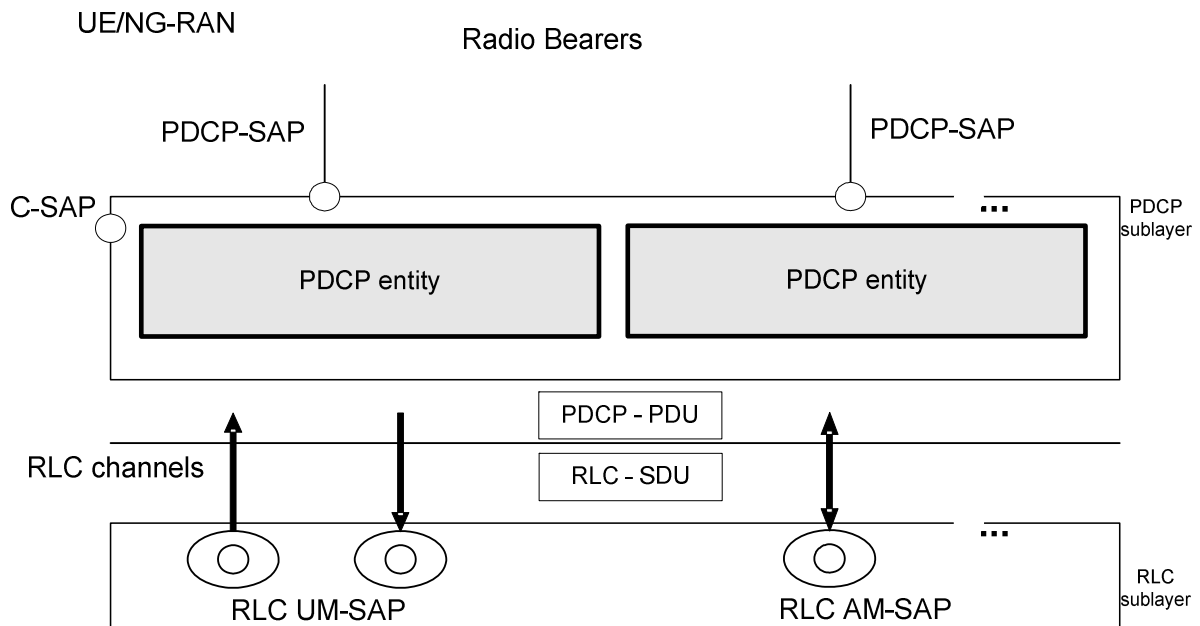 UE/NG-RAN
Radio Bearers
PDCP-SAP
PDCP-SAP
C-SAP
...
PDCP
sublayer
PDCP entity
PDCP entity
PDCP - PDU
RLC channels
RLC - SDU
...
RLC UM-SAP
RLC AM-SAP
RLC
sublayer